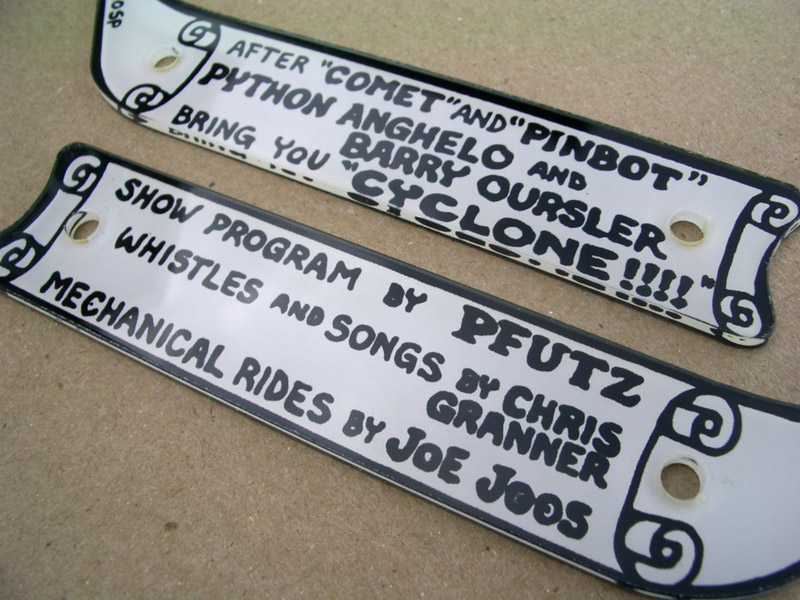 OSP
AFTER "COMET" AND "PINBOT"
PYTHON ANGHELO AND
BARRY OURSLER
BRING YOU "CYCLONE!!!!"
SHOW PROGRAM BY PFUTZ
WHISTLES AND SONGS BY CHRIS
GRANNER
MECHANICAL RIDES BY JOE JOOS